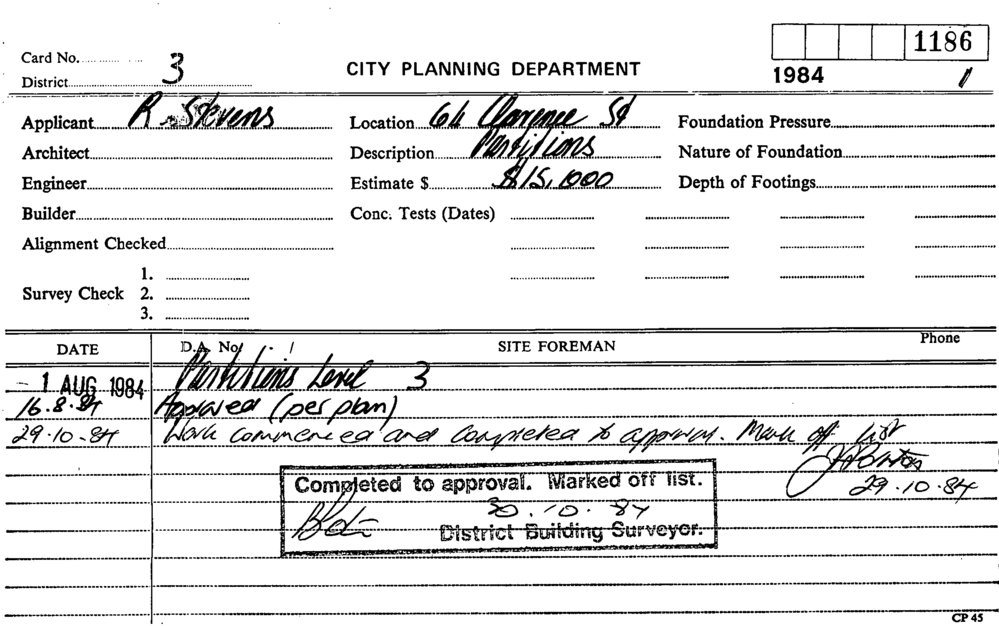 1186
Card No.
3
CITY PLANNING DEPARTMENT
1984
1
District
Applicant R. Stevens
Location 66 Clarence St
Foundation Pressure
Architect
Description Partitions
Nature of Foundation
Engineer
Estimate $ $15,000
Depth of Footings
Builder
Conc. Tests (Dates)
Alignment Checked
1.
Survey Check 2.
3.
DATE
D.A. No.
SITE FOREMAN
Phone
1 AUG 1984 Partitions Level 3
16.8.84 Approved (per plan)
29.10.84 Work commenced and completed to approval. Mark off list
29.10.84
Completed to approval. Marked off list.
30.10.84
District Building Surveyor.
CP 45